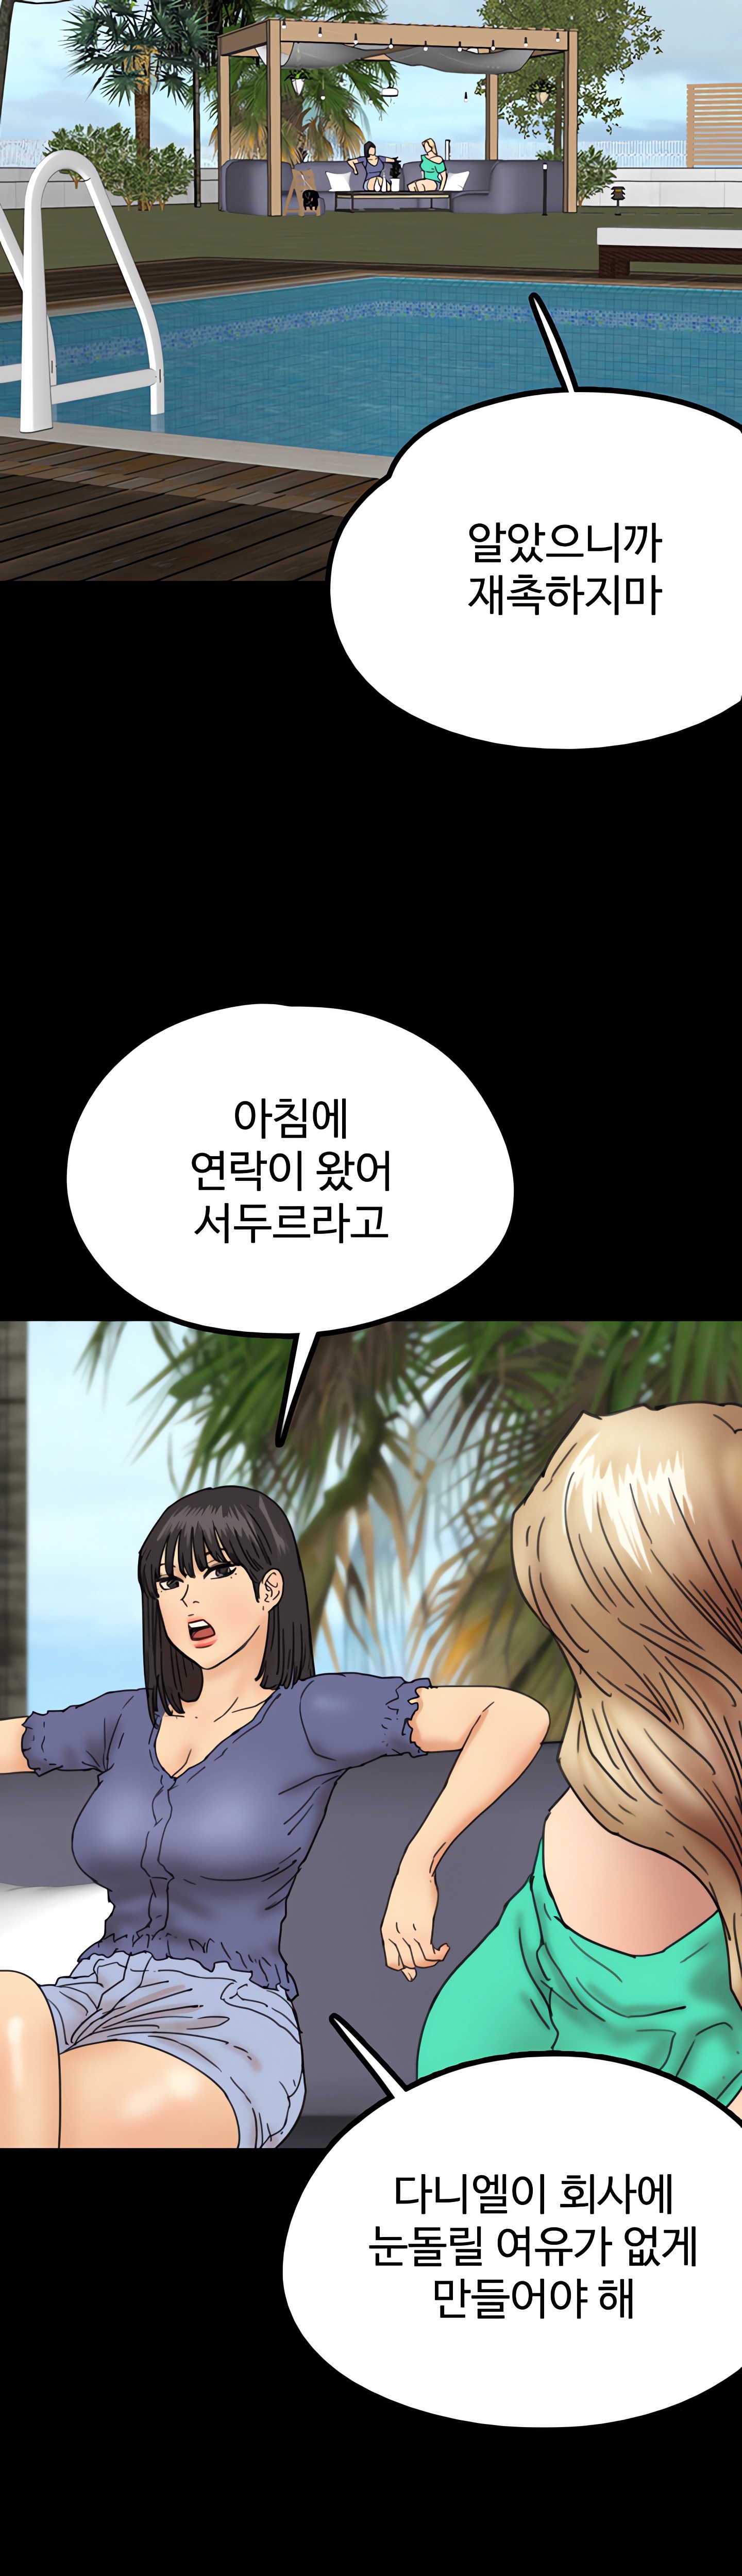 알았으니까
재촉하지마
아침에
연락이 왔어
서두르라고
다니엘이 회사에
눈돌릴 여유가 없게
만들어야 해